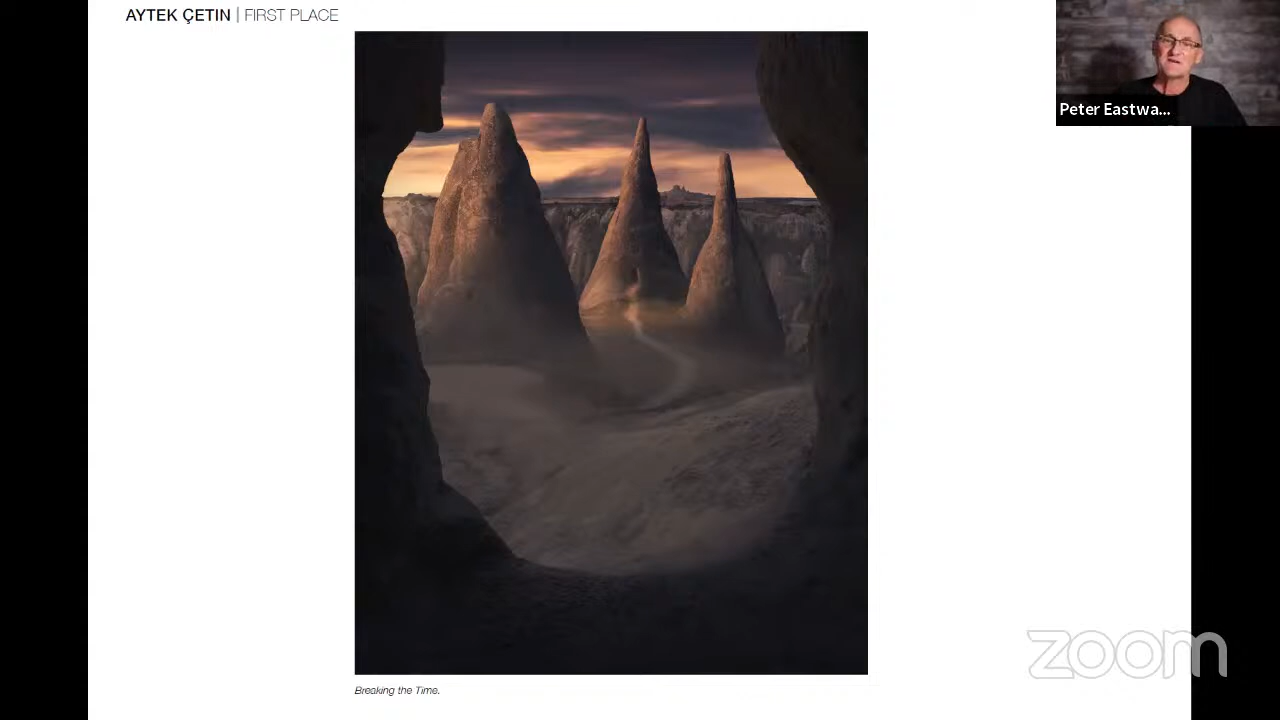 AYTEK ÇETIN | FIRST PLACE
Peter Eastwa...
Breaking the Time.
zoom